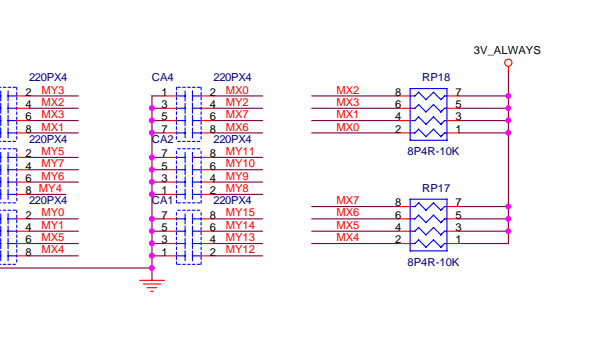 3V_ALWAYS
220PX4 CA4 220PX4 RP18
2 MY3 1 2 MX0 MX2 8 7
4 MX2 3 4 MY2 MX3 6 5
6 MX3 5 6 MX7 MX1 4 3
8 MX1 7 8 MX6 MX0 2 1
220PX4 CA2 220PX4 8P4R-10K
2 MY5 7 8 MY11
4 MY7 5 6 MY10
6 MY6 3 4 MY9
8 MY4 1 2 MY8 RP17
220PX4 CA1 220PX4 MX7 8 7
2 MY0 7 8 MY15 MX6 6 5
4 MY1 5 6 MY14 MX5 4 3
6 MX5 3 4 MY13 MX4 2 1
8 MX4 1 2 MY12
8P4R-10K